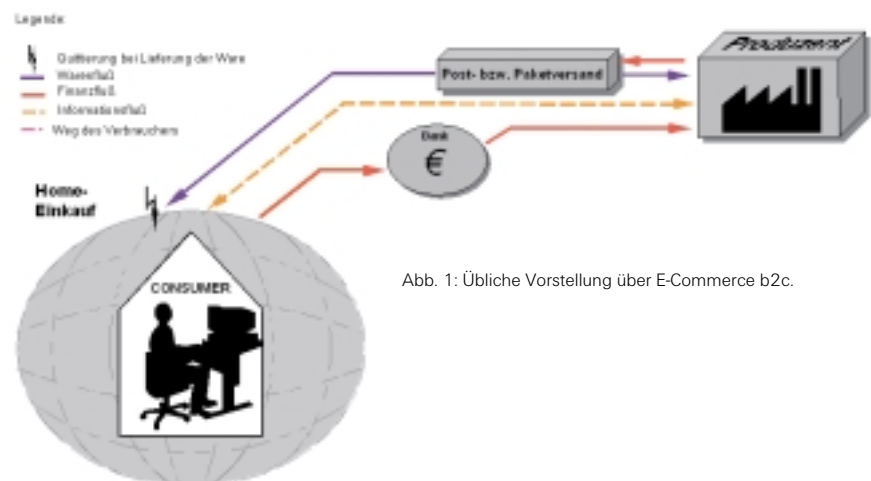 Legende:
Quittierung bei Lieferung der Ware
Warenfluß
Finanzfluß
Informationsfluß
Weg des Verbrauchers
Post- bzw. Paketversand
Produzent
Bank
€
Home-
Einkauf
CONSUMER
Abb. 1: Übliche Vorstellung über E-Commerce b2c.